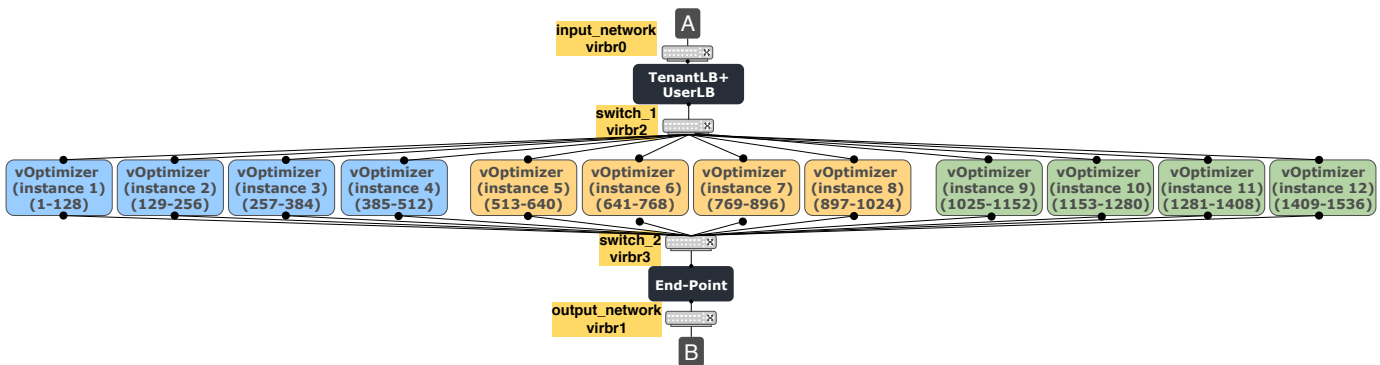 A
input_network
virbr0
TenantLB+
UserLB
switch_1
virbr2
vOptimizer
(instance 1)
(1-128)
vOptimizer
(instance 2)
(129-256)
vOptimizer
(instance 3)
(257-384)
vOptimizer
(instance 4)
(385-512)
vOptimizer
(instance 5)
(513-640)
vOptimizer
(instance 6)
(641-768)
vOptimizer
(instance 7)
(769-896)
vOptimizer
(instance 8)
(897-1024)
vOptimizer
(instance 9)
(1025-1152)
vOptimizer
(instance 10)
(1153-1280)
vOptimizer
(instance 11)
(1281-1408)
vOptimizer
(instance 12)
(1409-1536)
switch_2
virbr3
End-Point
output_network
virbr1
B